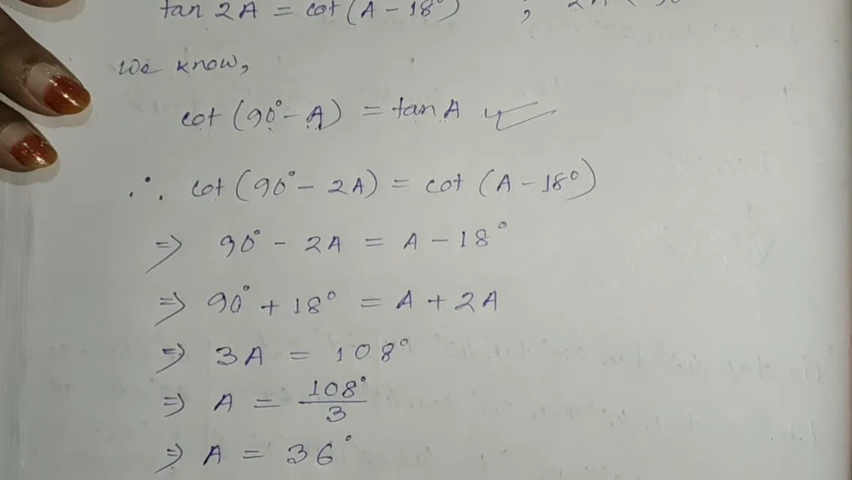 tan 2A = cot (A - 18°) ; 2A
We know,
cot (90° - A) = tan A
∴ cot (90° - 2A) = cot (A - 18°)
⇒ 90° - 2A = A - 18°
⇒ 90° + 18° = A + 2A
⇒ 3A = 108°
⇒ A = 108°/3
⇒ A = 36°